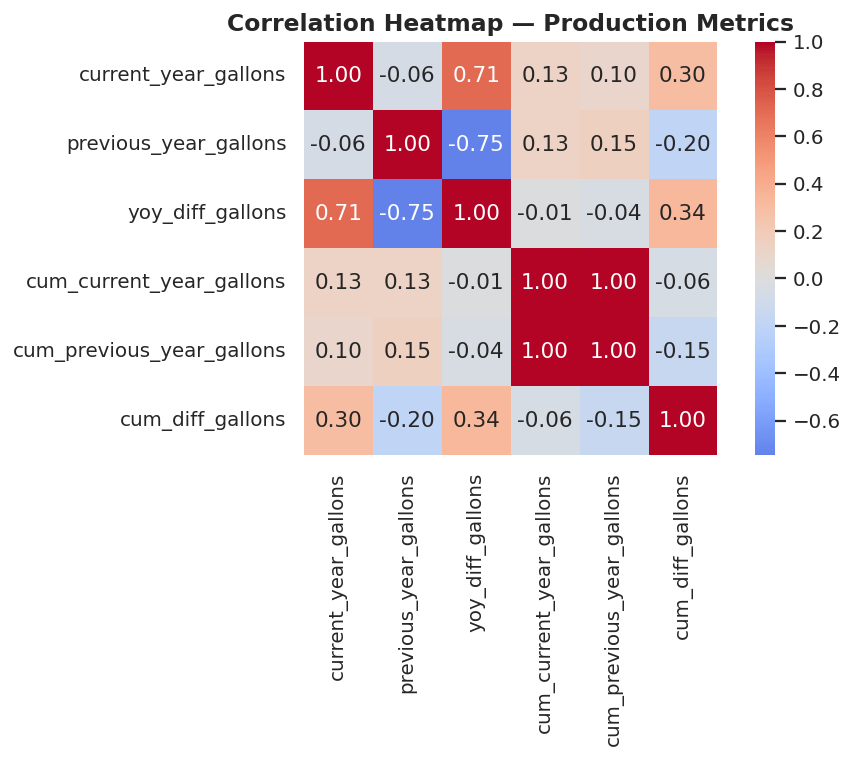 Correlation Heatmap — Production Metrics
current_year_gallons 1.00 -0.06 0.71 0.13 0.10 0.30
previous_year_gallons -0.06 1.00 -0.75 0.13 0.15 -0.20
yoy_diff_gallons 0.71 -0.75 1.00 -0.01 -0.04 0.34
cum_current_year_gallons 0.13 0.13 -0.01 1.00 1.00 -0.06
cum_previous_year_gallons 0.10 0.15 -0.04 1.00 1.00 -0.15
cum_diff_gallons 0.30 -0.20 0.34 -0.06 -0.15 1.00
current_year_gallons
previous_year_gallons
yoy_diff_gallons
cum_current_year_gallons
cum_previous_year_gallons
cum_diff_gallons
1.0
0.8
0.6
0.4
0.2
0.0
−0.2
−0.4
−0.6